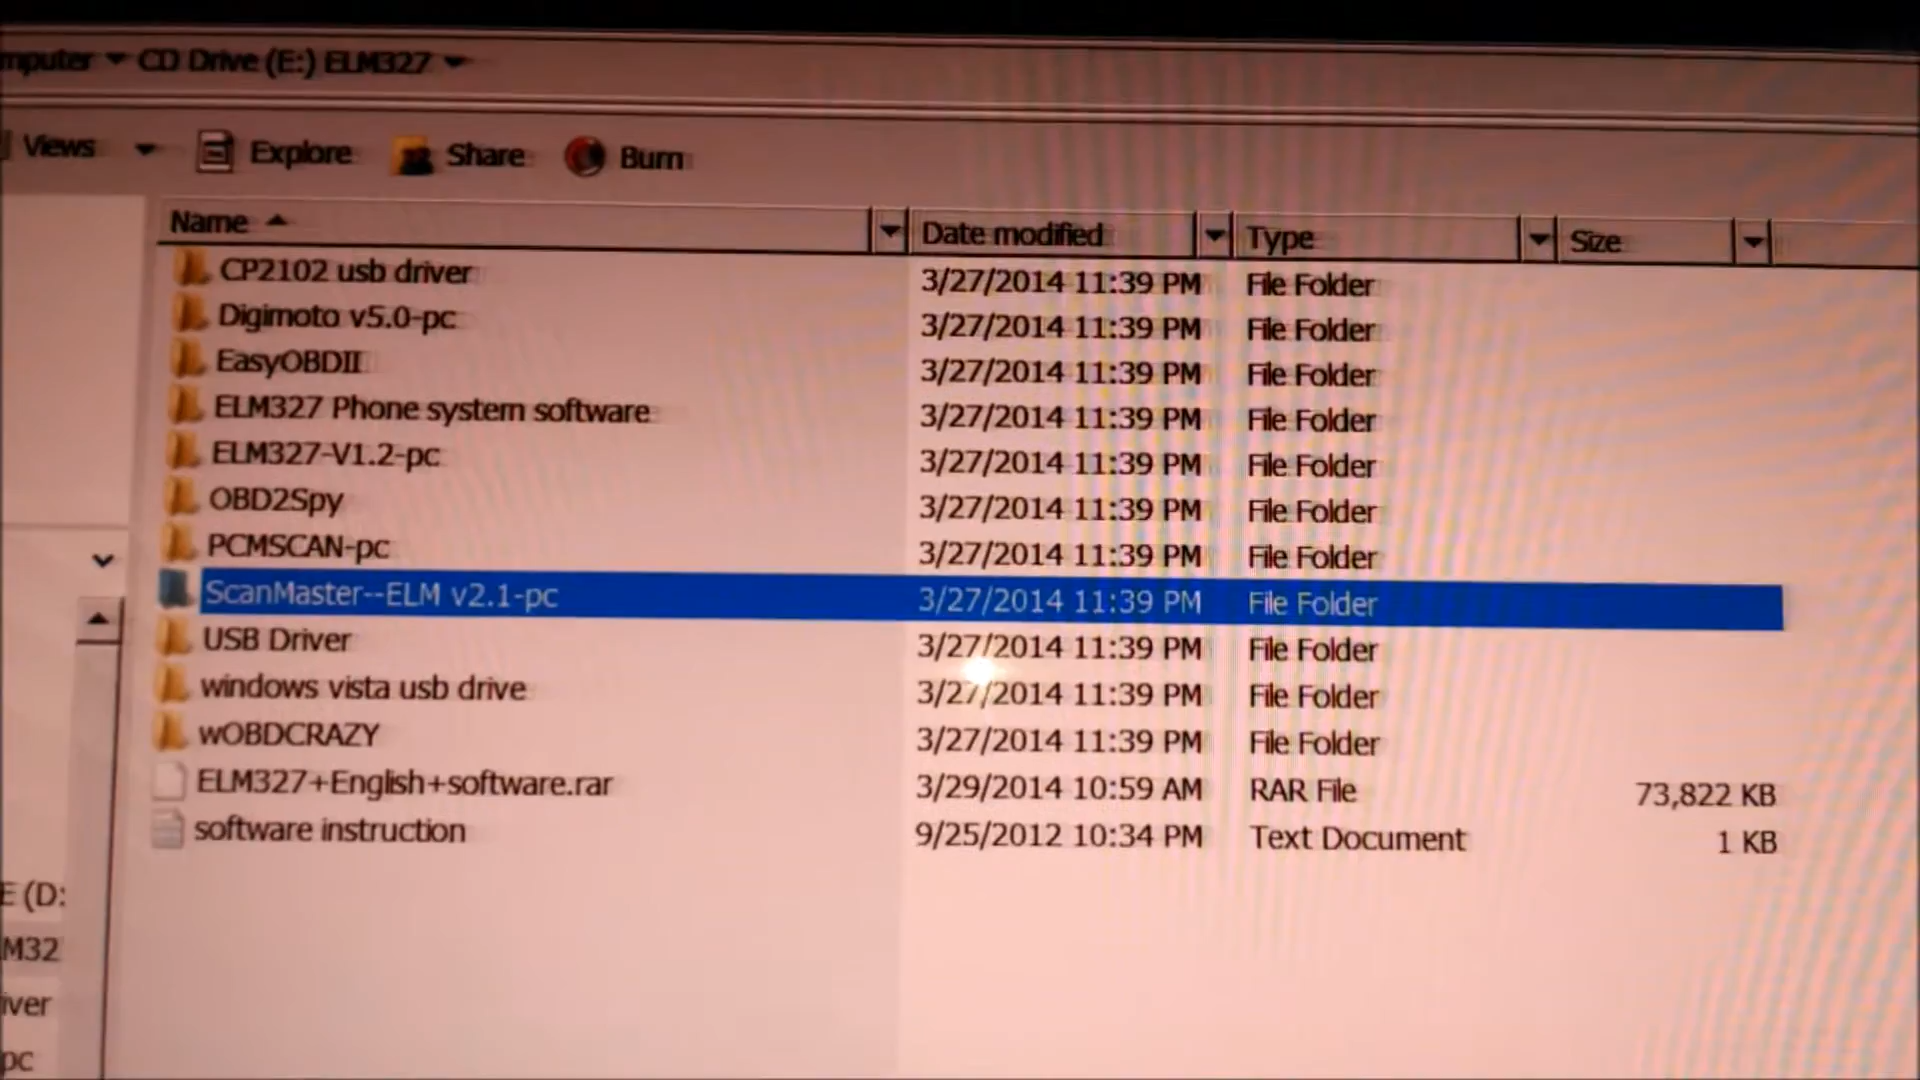 mputer CD Drive (E:) ELM327
Views Explore Share Burn
Name Date modified Type Size
CP2102 usb driver 3/27/2014 11:39 PM File Folder
Digimoto v5.0-pc 3/27/2014 11:39 PM File Folder
EasyOBDII 3/27/2014 11:39 PM File Folder
ELM327 Phone system software 3/27/2014 11:39 PM File Folder
ELM327-V1.2-pc 3/27/2014 11:39 PM File Folder
OBD2Spy 3/27/2014 11:39 PM File Folder
PCMSCAN-pc 3/27/2014 11:39 PM File Folder
ScanMaster--ELM v2.1-pc 3/27/2014 11:39 PM File Folder
USB Driver 3/27/2014 11:39 PM File Folder
windows vista usb drive 3/27/2014 11:39 PM File Folder
wOBDCRAZY 3/27/2014 11:39 PM File Folder
ELM327+English+software.rar 3/29/2014 10:59 AM RAR File 73,822 KB
software instruction 9/25/2012 10:34 PM Text Document 1 KB
E (D:
M32
iver
pc